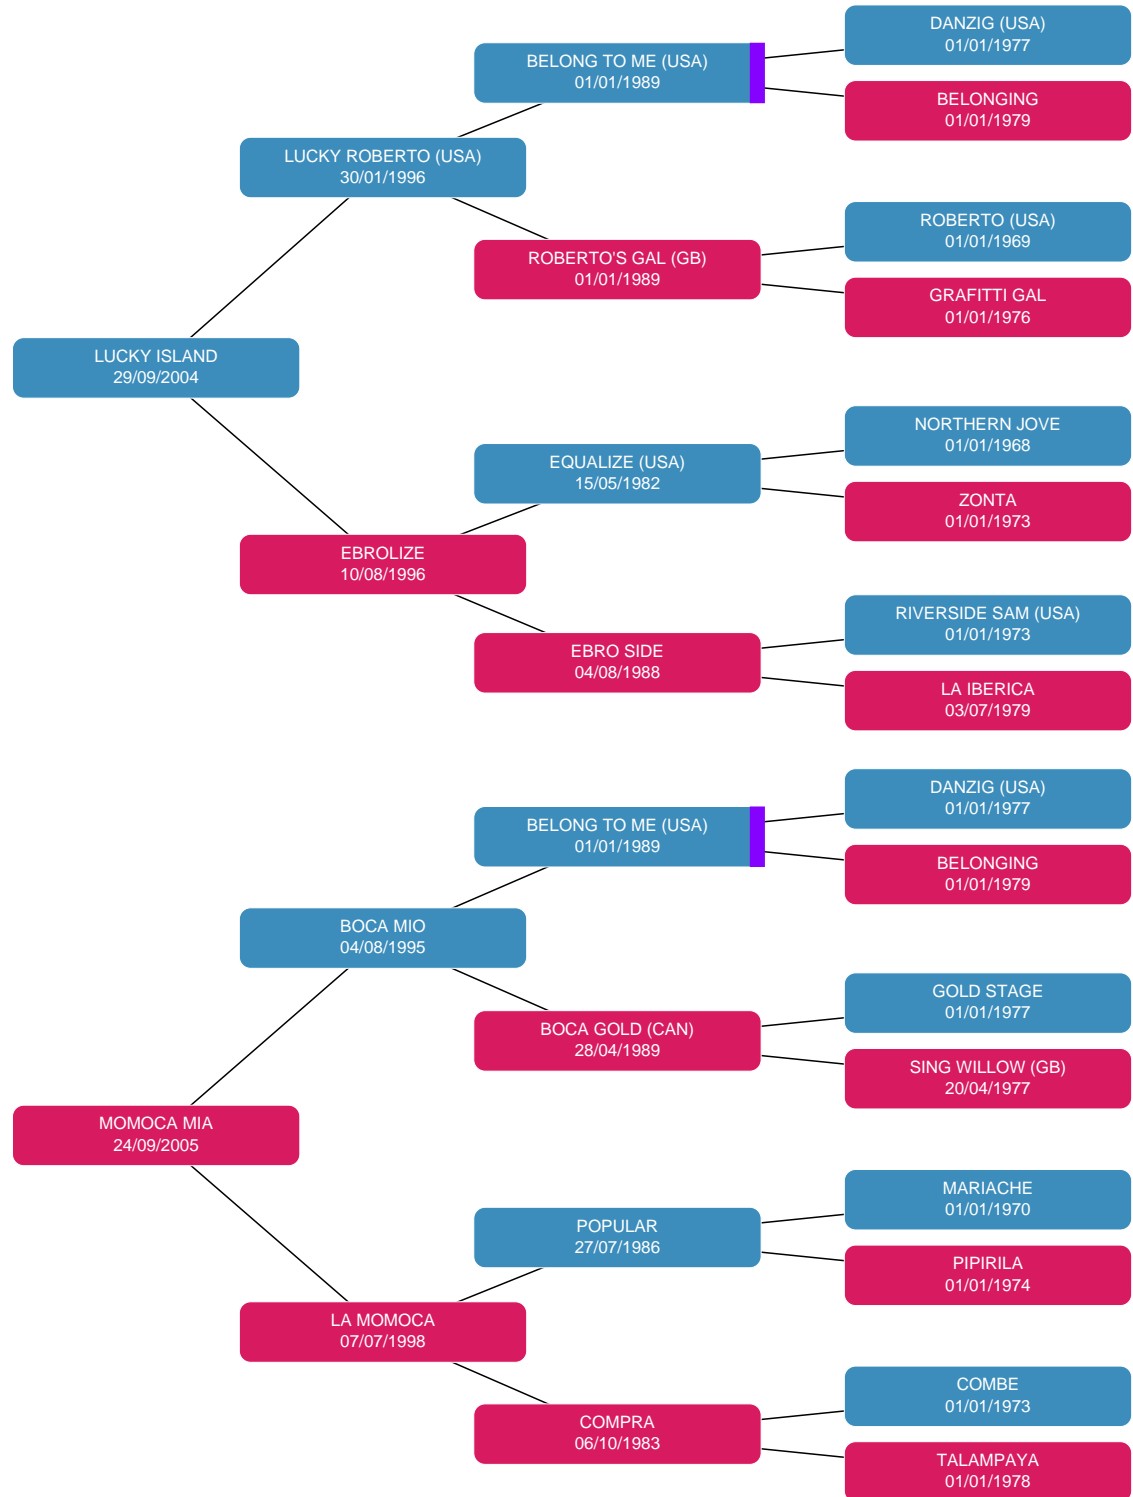 DANZIG (USA)
01/01/1977
BELONG TO ME (USA)
01/01/1989
BELONGING
01/01/1979
LUCKY ROBERTO (USA)
30/01/1996
ROBERTO (USA)
01/01/1969
ROBERTO'S GAL (GB)
01/01/1989
GRAFITTI GAL
01/01/1976
LUCKY ISLAND
29/09/2004
NORTHERN JOVE
01/01/1968
EQUALIZE (USA)
15/05/1982
ZONTA
01/01/1973
EBROLIZE
10/08/1996
RIVERSIDE SAM (USA)
01/01/1973
EBRO SIDE
04/08/1988
LA IBERICA
03/07/1979
DANZIG (USA)
01/01/1977
BELONG TO ME (USA)
01/01/1989
BELONGING
01/01/1979
BOCA MIO
04/08/1995
GOLD STAGE
01/01/1977
BOCA GOLD (CAN)
28/04/1989
SING WILLOW (GB)
20/04/1977
MOMOCA MIA
24/09/2005
MARIACHE
01/01/1970
POPULAR
27/07/1986
PIPIRILA
01/01/1974
LA MOMOCA
07/07/1998
COMBE
01/01/1973
COMPRA
06/10/1983
TALAMPAYA
01/01/1978